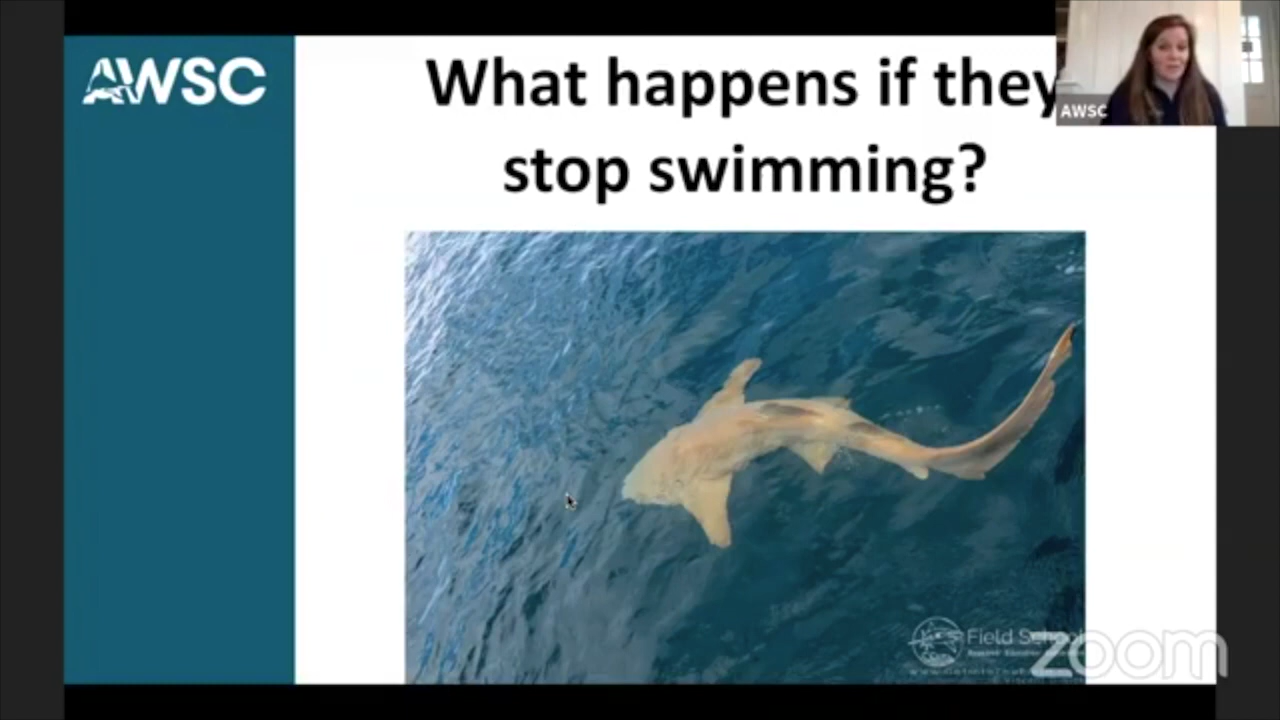 AWSC
What happens if they
stop swimming?
AWSC
Field School
zoom